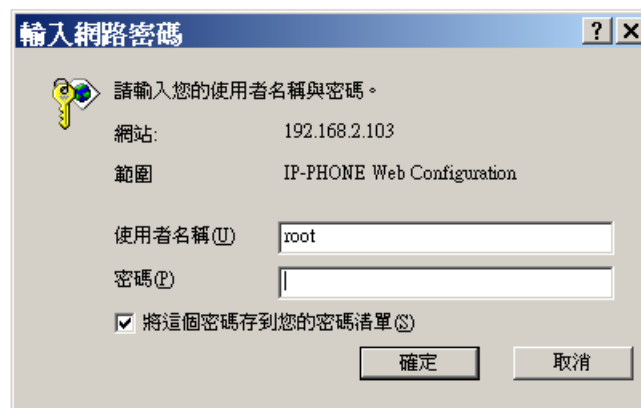 輸入網路密碼
請輸入您的使用者名稱與密碼。
網站: 192.168.2.103
範圍 IP-PHONE Web Configuration
使用者名稱(U) root
密碼(P)
將這個密碼存到您的密碼清單(S)
確定 取消